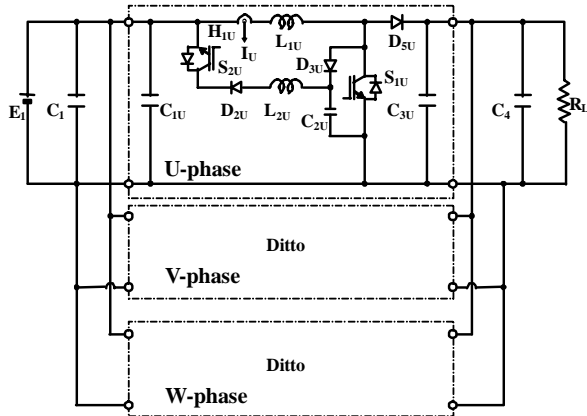 H1U
IU
L1U
D5U
S2U
D3U
S1U
E1
C1
C1U
D2U
L2U
C2U
C3U
C4
RL
U-phase
Ditto
V-phase
Ditto
W-phase